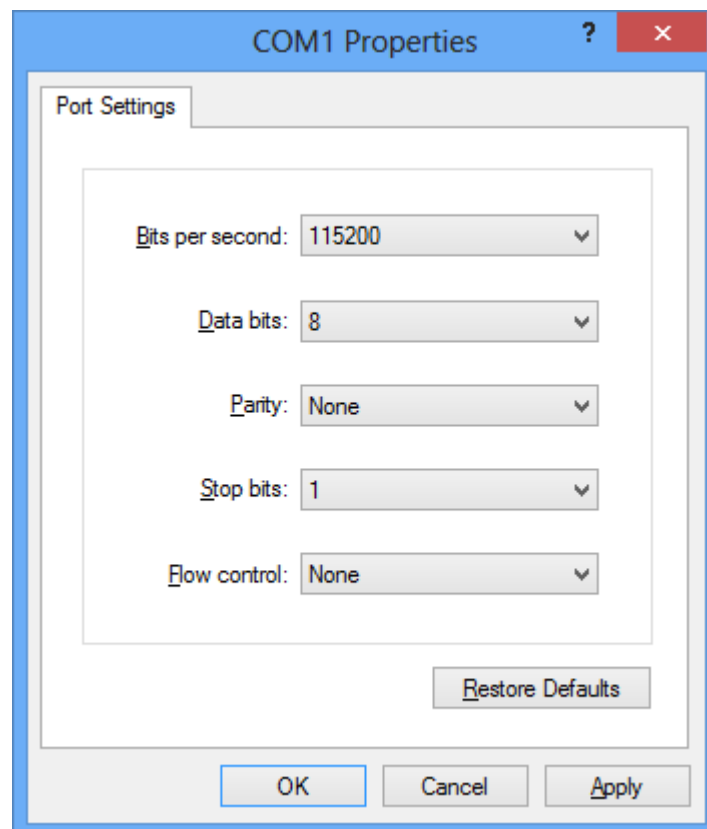 COM1 Properties ? ×
Port Settings
Bits per second: 115200
Data bits: 8
Parity: None
Stop bits: 1
Flow control: None
Restore Defaults
OK Cancel Apply